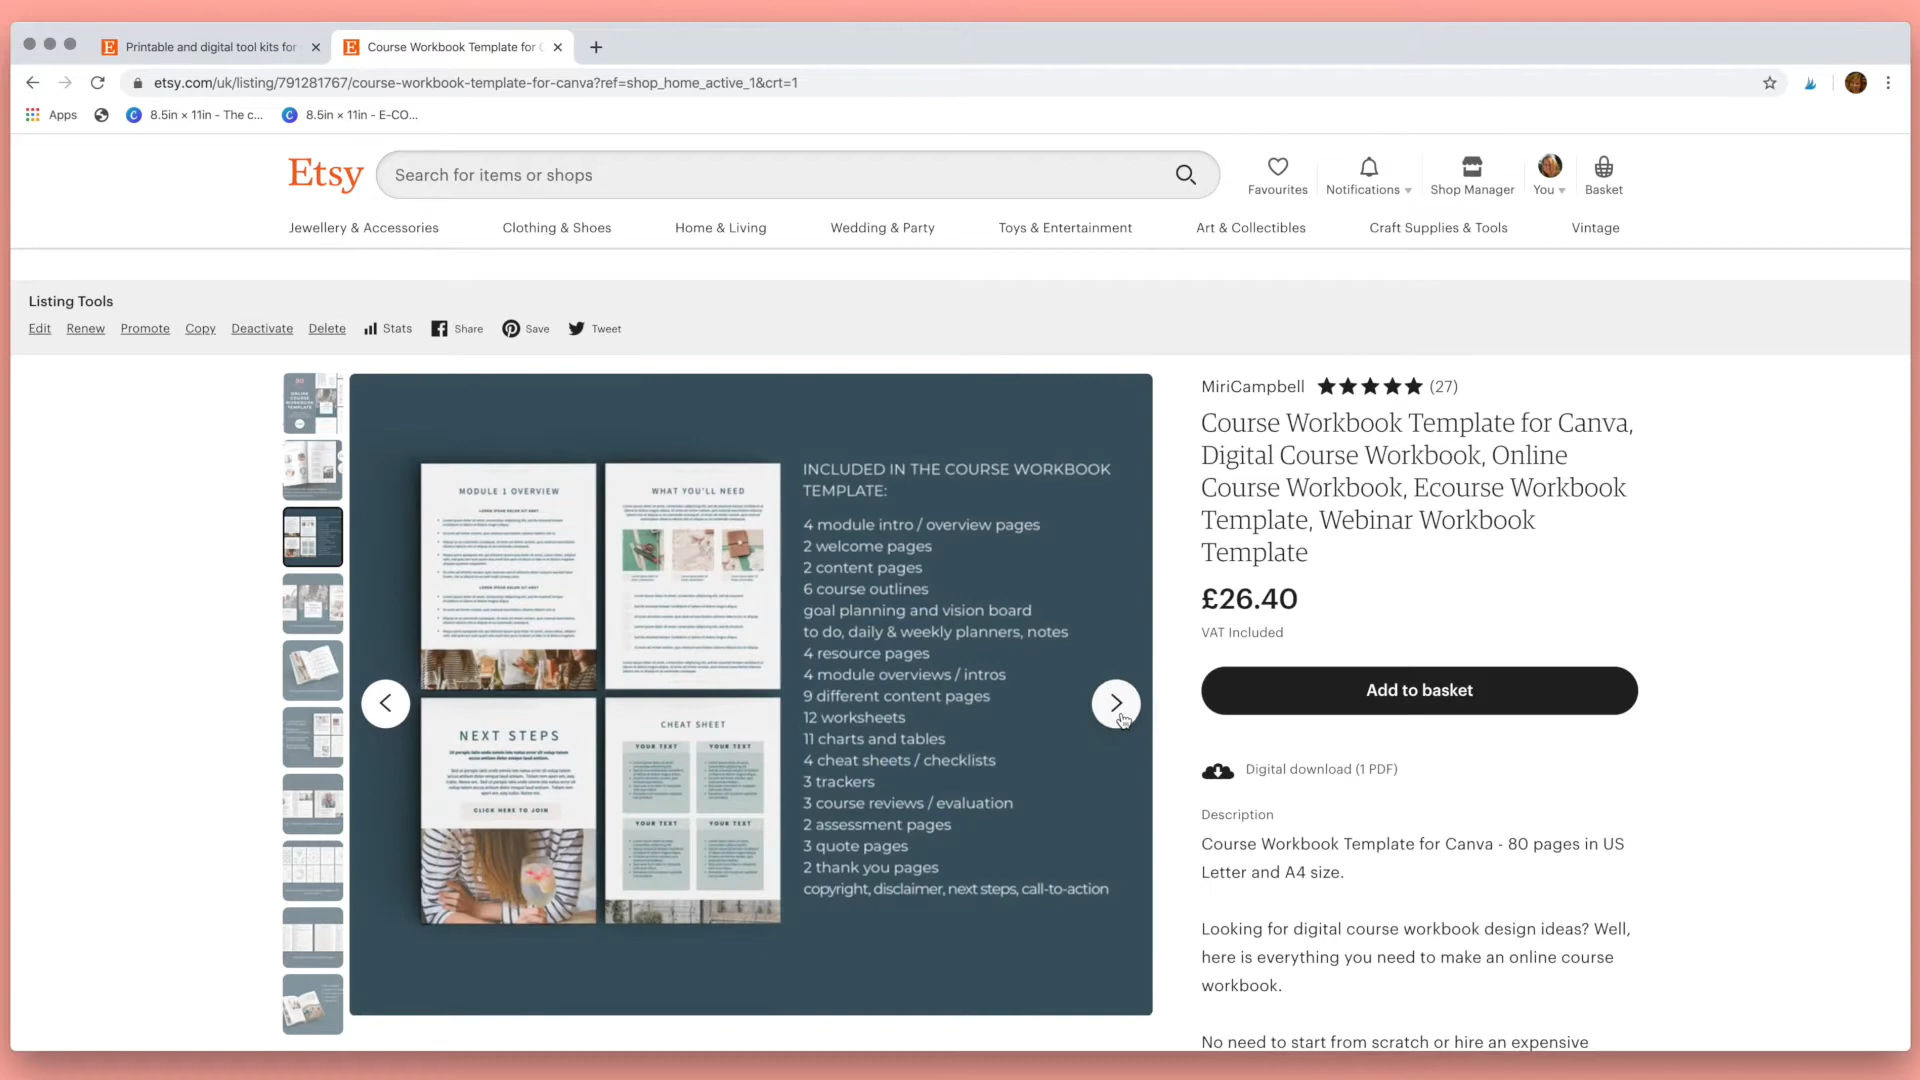 Printable and digital tool kits for
Course Workbook Template for C
etsy.com/uk/listing/791281767/course-workbook-template-for-canva?ref=shop_home_active_1&crt=1
Apps
8.5in × 11in - The c...
8.5in × 11in - E-CO...
Etsy
Search for items or shops
Favourites
Notifications
Shop Manager
You
Basket
Jewellery & Accessories
Clothing & Shoes
Home & Living
Wedding & Party
Toys & Entertainment
Art & Collectibles
Craft Supplies & Tools
Vintage
Listing Tools
Edit
Renew
Promote
Copy
Deactivate
Delete
Stats
Share
Save
Tweet
MODULE 1 OVERVIEW
WHAT YOU'LL NEED
NEXT STEPS
CLICK HERE TO JOIN
CHEAT SHEET
YOUR TEXT
YOUR TEXT
YOUR TEXT
YOUR TEXT
INCLUDED IN THE COURSE WORKBOOK
TEMPLATE:
4 module intro / overview pages
2 welcome pages
2 content pages
6 course outlines
goal planning and vision board
to do, daily & weekly planners, notes
4 resource pages
4 module overviews / intros
9 different content pages
12 worksheets
11 charts and tables
4 cheat sheets / checklists
3 trackers
3 course reviews / evaluation
2 assessment pages
3 quote pages
2 thank you pages
copyright, disclaimer, next steps, call-to-action
MiriCampbell
(27)
Course Workbook Template for Canva,
Digital Course Workbook, Online
Course Workbook, Ecourse Workbook
Template, Webinar Workbook
Template
£26.40
VAT Included
Add to basket
Digital download (1 PDF)
Description
Course Workbook Template for Canva - 80 pages in US
Letter and A4 size.
Looking for digital course workbook design ideas? Well,
here is everything you need to make an online course
workbook.
No need to start from scratch or hire an expensive